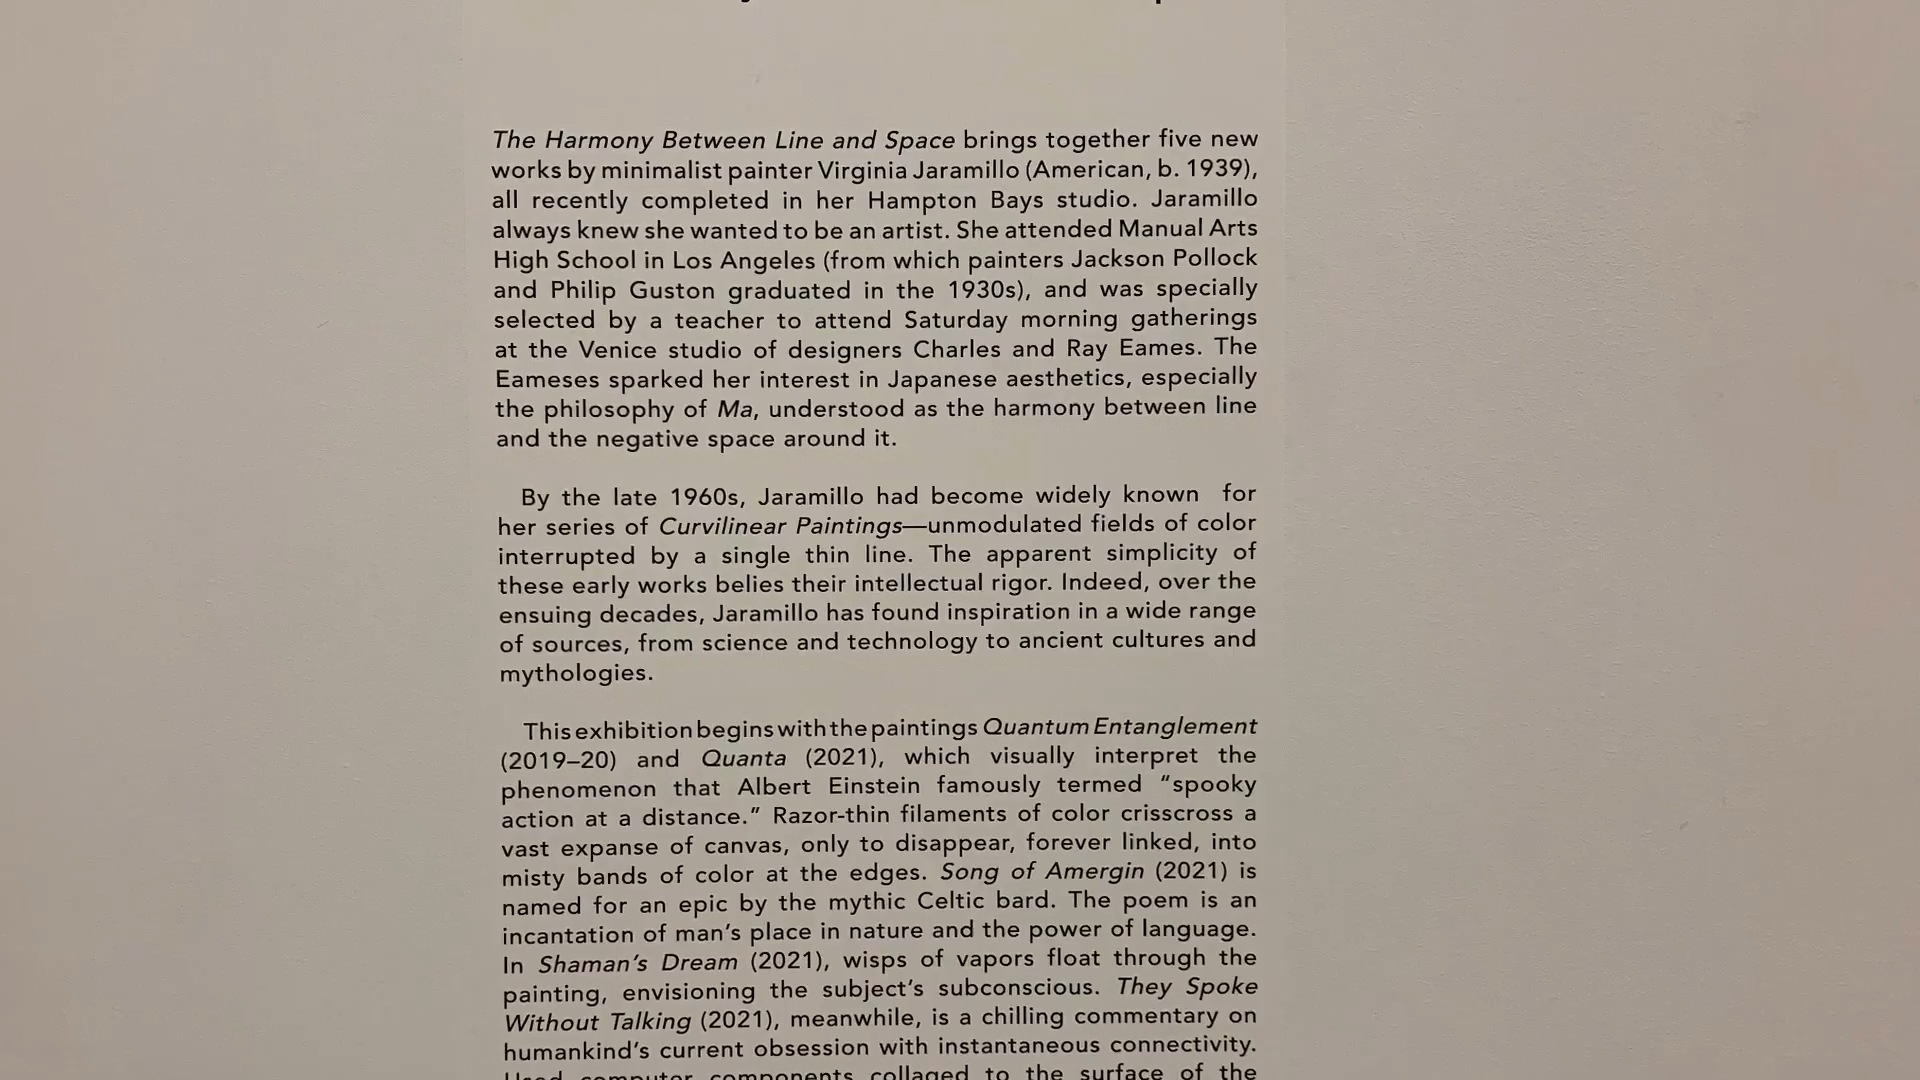 The Harmony Between Line and Space brings together five new
works by minimalist painter Virginia Jaramillo (American, b. 1939),
all recently completed in her Hampton Bays studio. Jaramillo
always knew she wanted to be an artist. She attended Manual Arts
High School in Los Angeles (from which painters Jackson Pollock
and Philip Guston graduated in the 1930s), and was specially
selected by a teacher to attend Saturday morning gatherings
at the Venice studio of designers Charles and Ray Eames. The
Eameses sparked her interest in Japanese aesthetics, especially
the philosophy of Ma, understood as the harmony between line
and the negative space around it.
By the late 1960s, Jaramillo had become widely known for
her series of Curvilinear Paintings—unmodulated fields of color
interrupted by a single thin line. The apparent simplicity of
these early works belies their intellectual rigor. Indeed, over the
ensuing decades, Jaramillo has found inspiration in a wide range
of sources, from science and technology to ancient cultures and
mythologies.
This exhibition begins with the paintings Quantum Entanglement
(2019–20) and Quanta (2021), which visually interpret the
phenomenon that Albert Einstein famously termed “spooky
action at a distance.” Razor-thin filaments of color crisscross a
vast expanse of canvas, only to disappear, forever linked, into
misty bands of color at the edges. Song of Amergin (2021) is
named for an epic by the mythic Celtic bard. The poem is an
incantation of man’s place in nature and the power of language.
In Shaman’s Dream (2021), wisps of vapors float through the
painting, envisioning the subject’s subconscious. They Spoke
Without Talking (2021), meanwhile, is a chilling commentary on
humankind’s current obsession with instantaneous connectivity.
Used computer components collaged to the surface of the